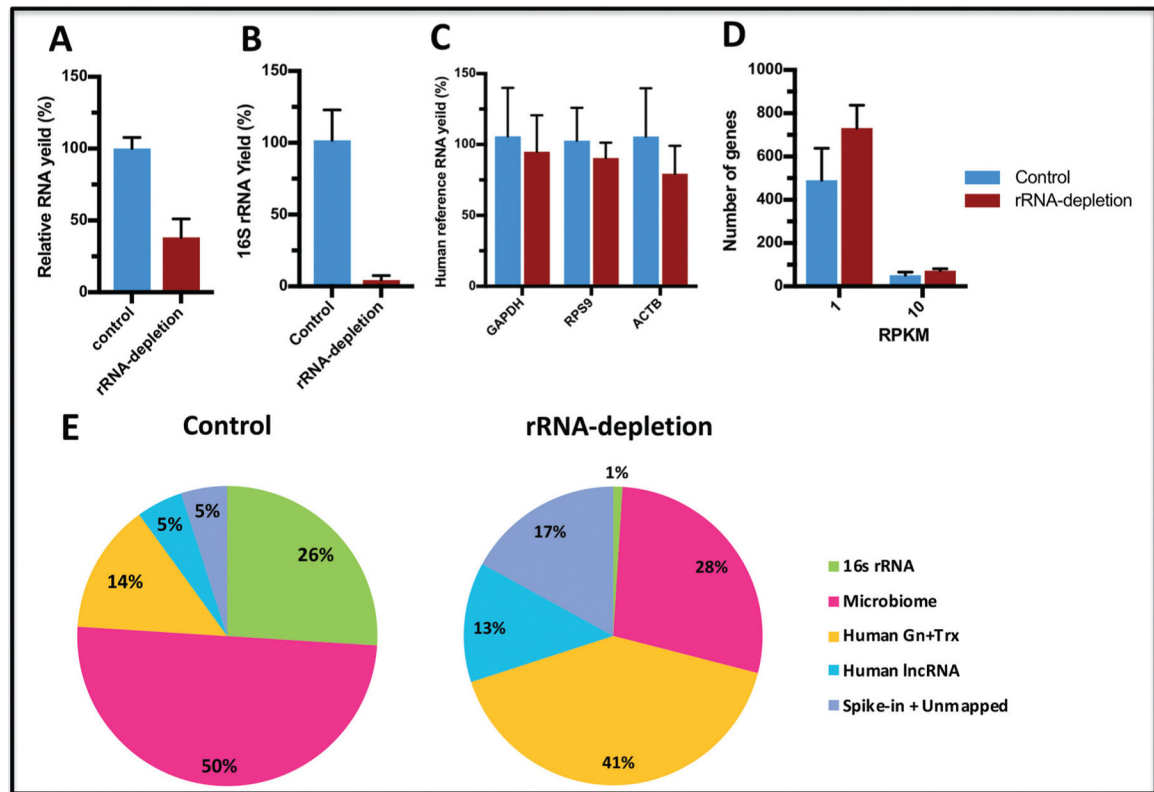 A
Relative RNA yeild (%)
150
100
50
0
control
rRNA-depletion
B
16S rRNA Yield (%)
150
100
50
0
Control
rRNA-depletion
C
Human reference RNA yeild (%)
150
100
50
0
GAPDH
RPS9
ACTB
D
Number of genes
1000
800
600
400
200
0
1
10
RPKM
Control
rRNA-depletion
E
Control
26%
50%
14%
5%
5%
rRNA-depletion
1%
28%
41%
13%
17%
16s rRNA
Microbiome
Human Gn+Trx
Human lncRNA
Spike-in + Unmapped